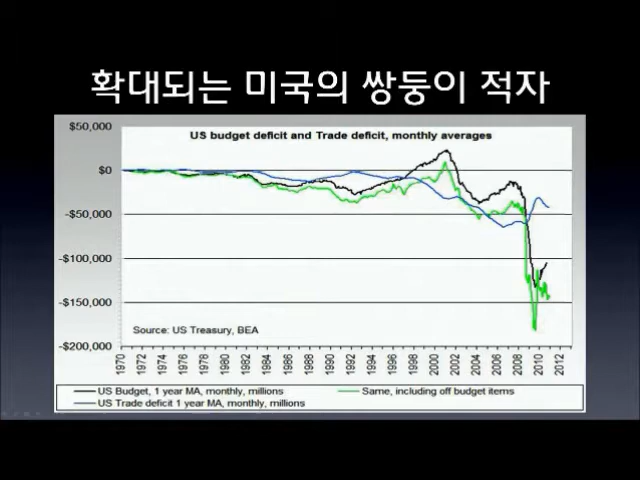 확대되는 미국의 쌍둥이 적자
US budget deficit and Trade deficit, monthly averages
$50,000
$0
-$50,000
-$100,000
-$150,000
-$200,000
Source: US Treasury, BEA
1970 1972 1974 1976 1978 1980 1982 1984 1986 1988 1990 1992 1994 1996 1998 2000 2002 2004 2006 2008 2010 2012
US Budget, 1 year MA, monthly, millions
Same, including off budget items
US Trade deficit 1 year MA, monthly, millions